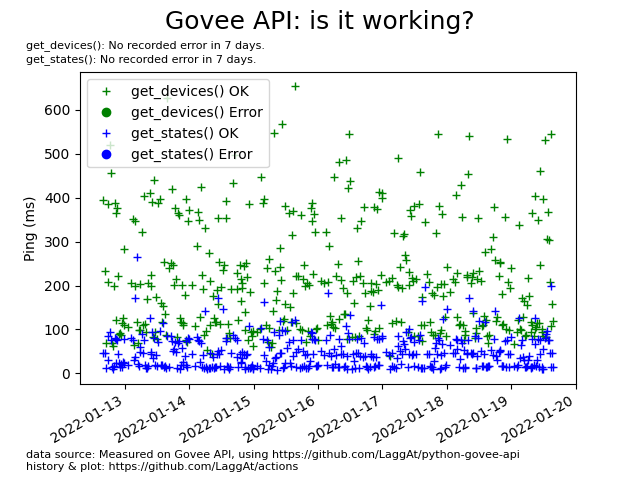 Govee API: is it working?
get_devices(): No recorded error in 7 days.
get_states(): No recorded error in 7 days.
get_devices() OK
get_devices() Error
get_states() OK
get_states() Error
Ping (ms)
600
500
400
300
200
100
0
2022-01-13
2022-01-14
2022-01-15
2022-01-16
2022-01-17
2022-01-18
2022-01-19
2022-01-20
data source: Measured on Govee API, using https://github.com/LaggAt/python-govee-api
history & plot: https://github.com/LaggAt/actions